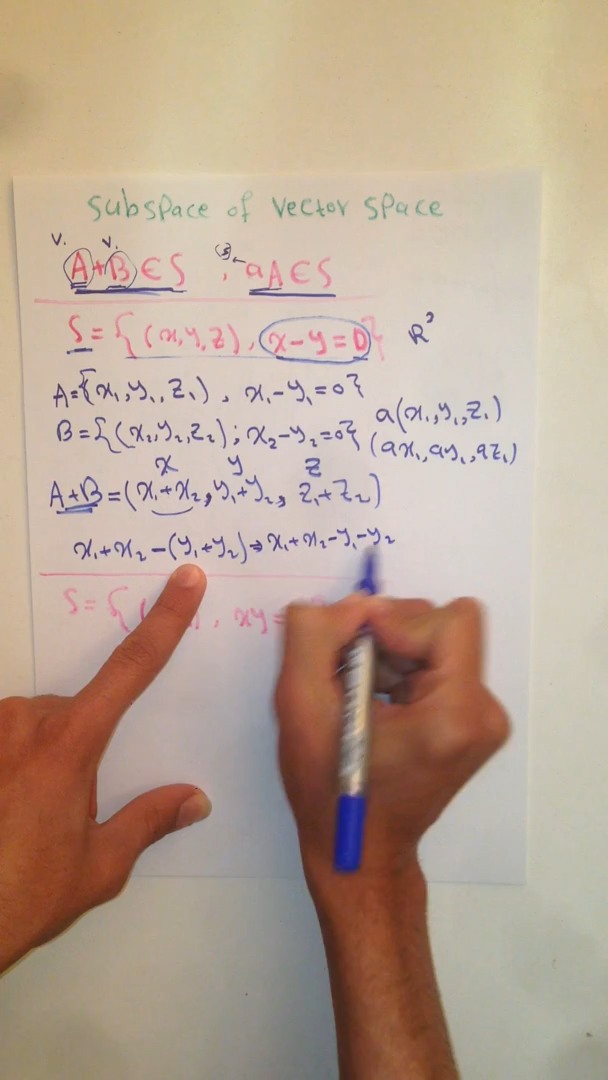 Subspace of Vector Space
V. V.
A+B∈S , aA∈S
S={(x,y,z), x-y=0} R³
A={x₁,y₁,z₁), x₁-y₁=0}
B={(x₂,y₂,z₂); x₂-y₂=0} a(x₁,y₁,z₁)
(ax₁,ay₁,az₁)
x y z
A+B=(x₁+x₂,y₁+y₂, z₁+z₂)
x₁+x₂-(y₁+y₂)⇒x₁+x₂-y₁-y₂
S={( , xy=